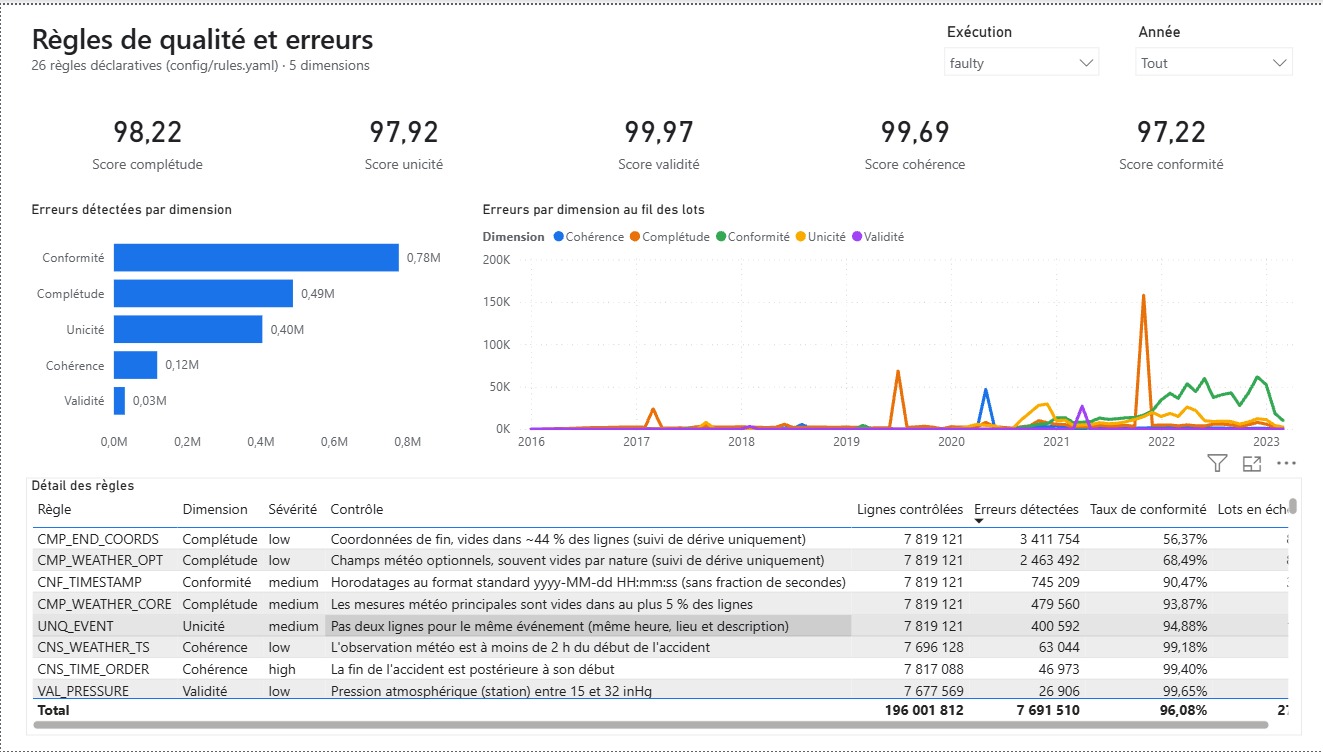 Règles de qualité et erreurs
26 règles déclaratives (config/rules.yaml) · 5 dimensions
Exécution
faulty
Année
Tout
98,22
Score complétude
97,92
Score unicité
99,97
Score validité
99,69
Score cohérence
97,22
Score conformité
Erreurs détectées par dimension
Conformité 0,78M
Complétude 0,49M
Unicité 0,40M
Cohérence 0,12M
Validité 0,03M
0,0M 0,2M 0,4M 0,6M 0,8M
Erreurs par dimension au fil des lots
Dimension Cohérence Complétude Conformité Unicité Validité
200K
150K
100K
50K
0K
2016 2017 2018 2019 2020 2021 2022 2023
Détail des règles
Règle Dimension Sévérité Contrôle Lignes contrôlées Erreurs détectées Taux de conformité Lots en
CMP_END_COORDS Complétude low Coordonnées de fin, vides dans ~44 % des lignes (suivi de dérive uniquement) 7 819 121 3 411 754 56,37%
CMP_WEATHER_OPT Complétude low Champs météo optionnels, souvent vides par nature (suivi de dérive uniquement) 7 819 121 2 463 492 68,49%
CNF_TIMESTAMP Conformité medium Horodatages au format standard yyyy-MM-dd HH:mm:ss (sans fraction de secondes) 7 819 121 745 209 90,47%
CMP_WEATHER_CORE Complétude medium Les mesures météo principales sont vides dans au plus 5 % des lignes 7 819 121 479 560 93,87%
UNQ_EVENT Unicité medium Pas deux lignes pour le même événement (même heure, lieu et description) 7 819 121 400 592 94,88%
CNS_WEATHER_TS Cohérence low L'observation météo est à moins de 2 h du début de l'accident 7 696 128 63 044 99,18%
CNS_TIME_ORDER Cohérence high La fin de l'accident est postérieure à son début 7 817 088 46 973 99,40%
VAL_PRESSURE Validité low Pression atmosphérique (station) entre 15 et 32 inHg 7 677 569 26 906 99,65%
Total 196 001 812 7 691 510 96,08%